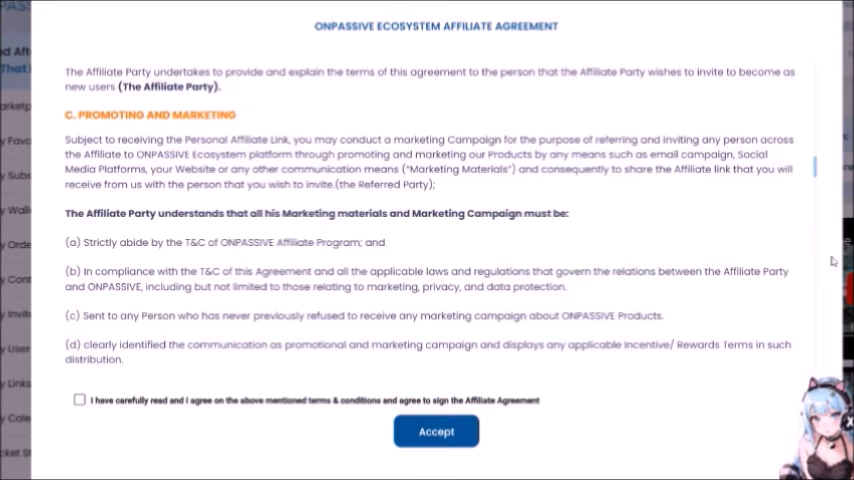 ONPASSIVE ECOSYSTEM AFFILIATE AGREEMENT
The Affiliate Party undertakes to provide and explain the terms of this agreement to the person that the Affiliate Party wishes to invite to become as
new users (The Affiliate Party).
C. PROMOTING AND MARKETING
Subject to receiving the Personal Affiliate Link, you may conduct a marketing Campaign for the purpose of referring and inviting any person across
the Affiliate to ONPASSIVE Ecosystem platform through promoting and marketing our Products by any means such as email campaign, Social
Media Platforms, your Website or any other communication means ("Marketing Materials") and consequently to share the Affiliate link that you will
receive from us with the person that you wish to invite.(the Referred Party);
The Affiliate Party understands that all his Marketing materials and Marketing Campaign must be:
(a) Strictly abide by the T&C of ONPASSIVE Affiliate Program; and
(b) In compliance with the T&C of this Agreement and all the applicable laws and regulations that govern the relations between the Affiliate Party
and ONPASSIVE, including but not limited to those relating to marketing, privacy, and data protection.
(c) Sent to any Person who has never previously refused to receive any marketing campaign about ONPASSIVE Products.
(d) clearly identified the communication as promotional and marketing campaign and displays any applicable Incentive/ Rewards Terms in such
distribution.
I have carefully read and I agree on the above mentioned terms & conditions and agree to sign the Affiliate Agreement
Accept